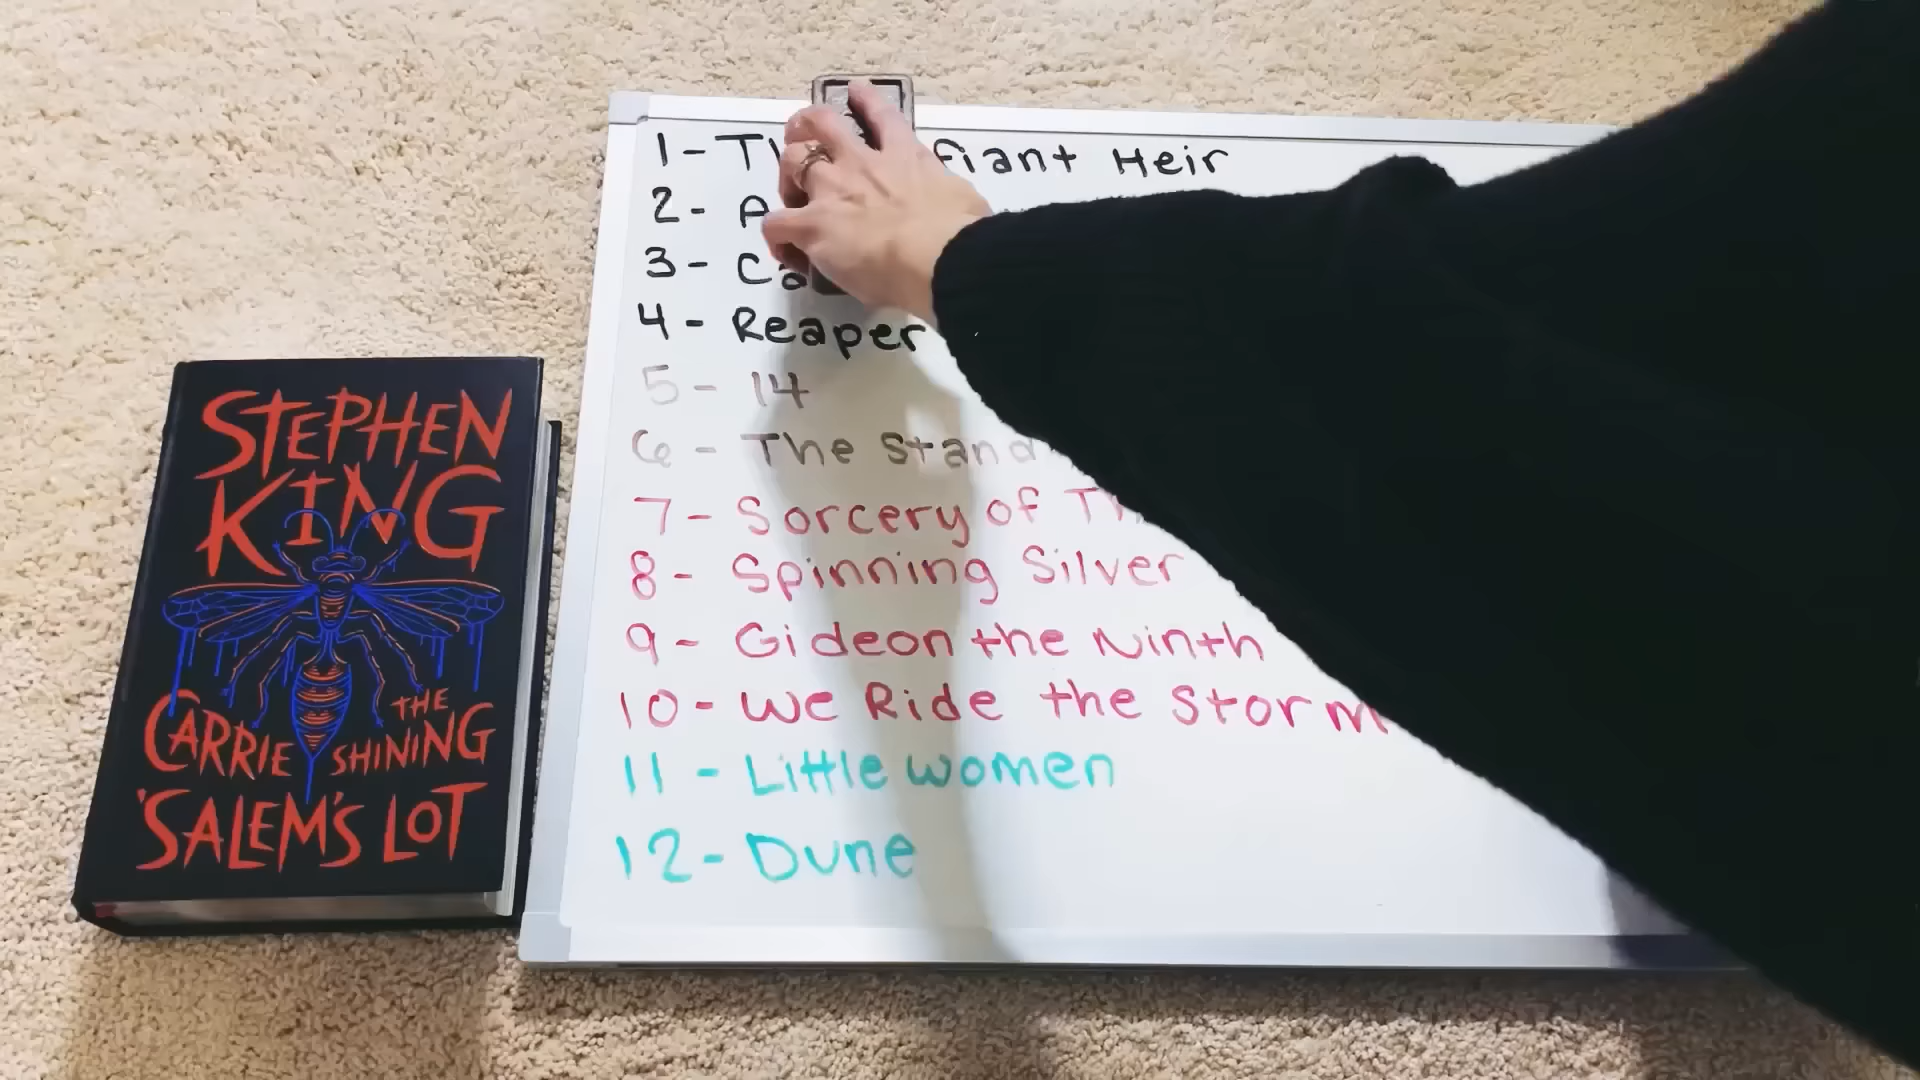 STEPHEN
KING
THE
CARRIE SHINING
'SALEM'S LOT
1- Heir
2-
3-
4- Reaper
5- 14
6- The Stand
7- Sorcery of
8- Spinning Silver
9- Gideon the Ninth
10- We Ride the Storm
11- Little Women
12- Dune